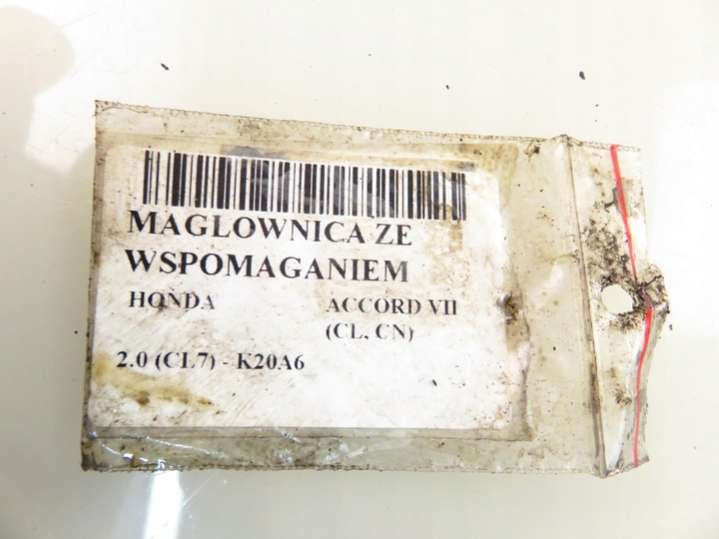 MAGLOWNICA ZE
WSPOMAGANIEM
HONDA ACCORD VII
(CL, CN)
2.0 (CL7) - K20A6